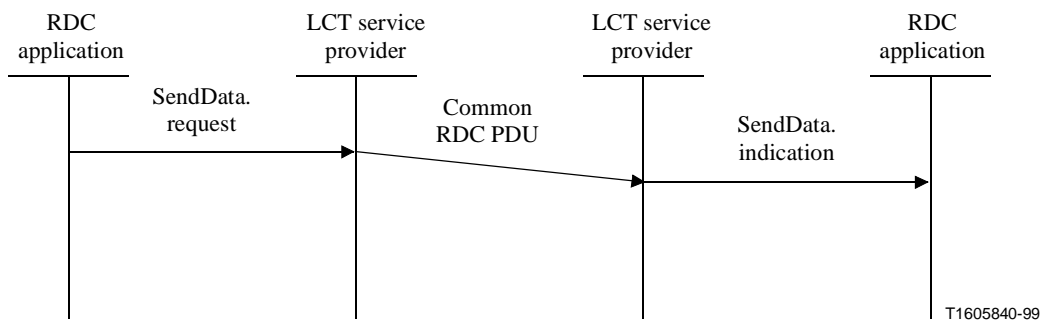 RDC
application
LCT service
provider
LCT service
provider
RDC
application
SendData.
request
Common
RDC PDU
SendData.
indication
T1605840-99